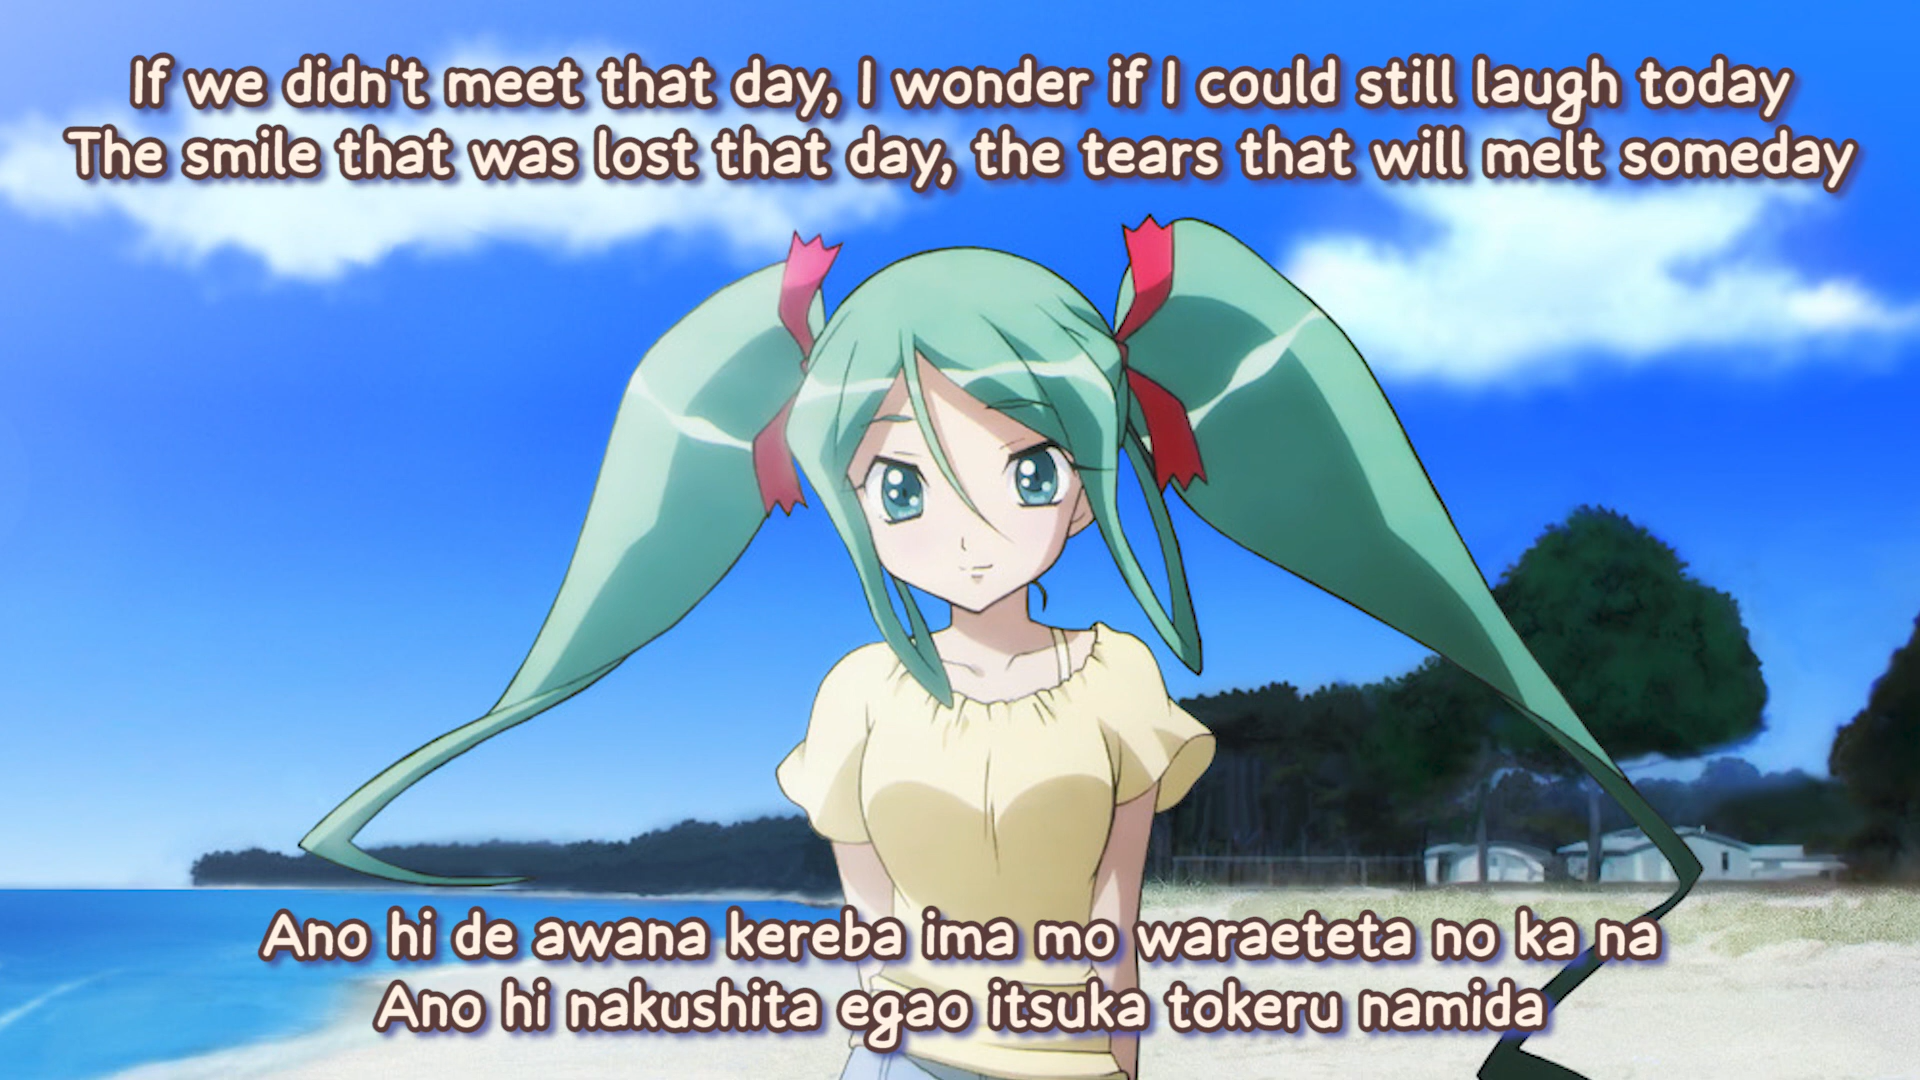 If we didn't meet that day, I wonder if I could still laugh today
The smile that was lost that day, the tears that will melt someday
Ano hi de awana kereba ima mo waraeteta no ka na
Ano hi nakushita egao itsuka tokeru namida